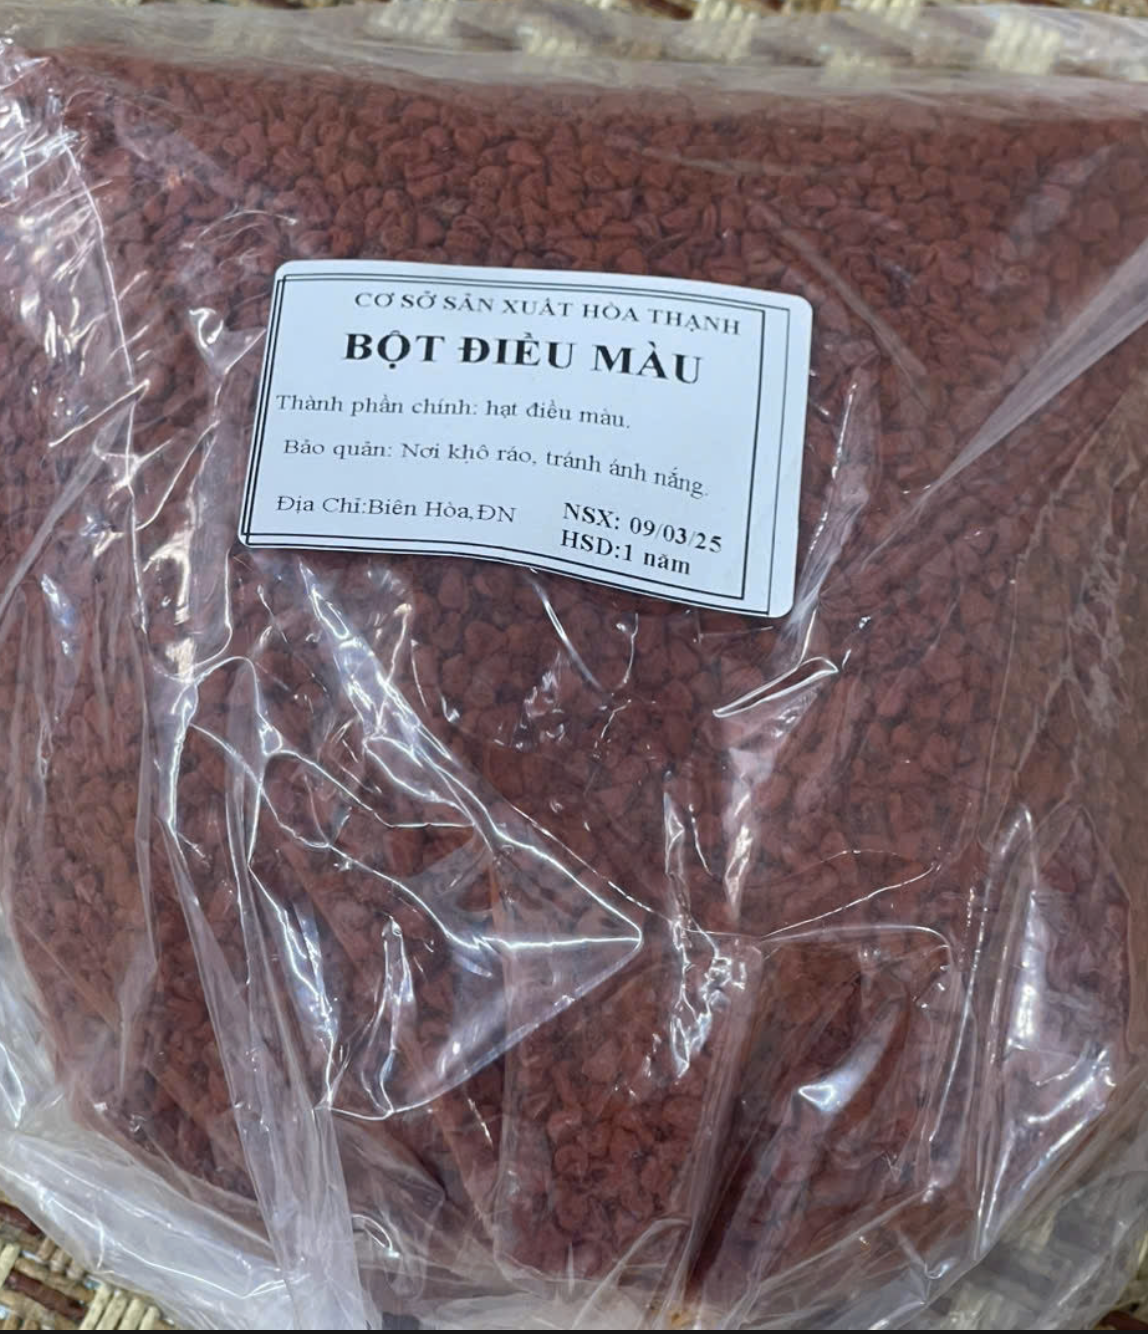 CƠ SỞ SẢN XUẤT HÒA THẠNH
BỘT ĐIỀU MÀU
Thành phần chính: hạt điều màu.
Bảo quản: Nơi khô ráo, tránh ánh nắng.
Địa Chỉ:Biên Hòa,ĐN
NSX: 09/03/25
HSD:1 năm